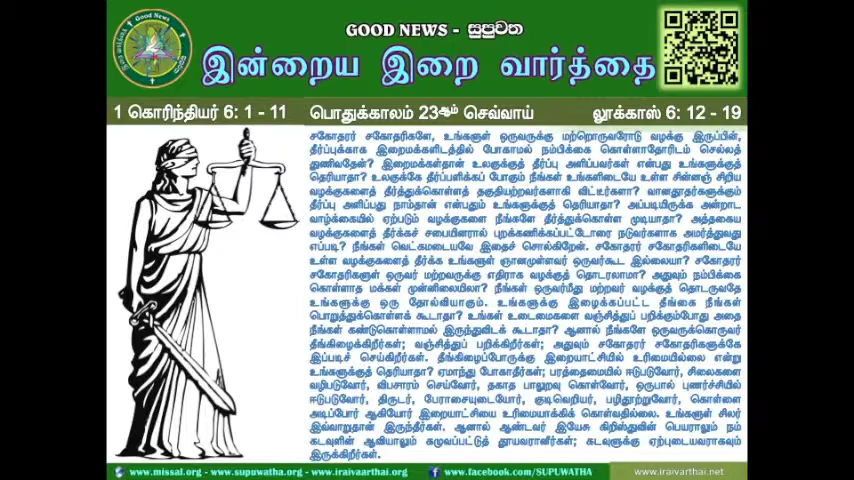 GOOD NEWS - සුපුවත
இன்றைய இறை வார்த்தை
Good News
1 கொரிந்தியர் 6: 1 - 11 பொதுக்காலம் 23ஆம் செவ்வாய் லூக்காஸ் 6: 12 - 19
சகோதரர் சகோதரிகளே, உங்களுள் ஒருவருக்கு மற்றொருவரோடு வழக்கு இருப்பின்,
தீர்ப்புக்காக இறைமக்களிடத்தில் போகாமல் நம்பிக்கை கொள்ளாதோரிடம் செல்லத்
துணிவதேன்? இறைமக்கள்தான் உலகுக்குத் தீர்ப்பு அளிப்பவர்கள் என்பது உங்களுக்குத்
தெரியாதா? உலகுக்கே தீர்ப்பளிக்கப் போகும் நீங்கள் உங்களிடையே உள்ள சின்னஞ் சிறிய
வழக்குகளைத் தீர்த்துக்கொள்ளத் தகுதியற்றவர்களாகி விட்டீர்களா? வானதூதர்களுக்கும்
தீர்ப்பு அளிப்பது நாம்தான் என்பதும் உங்களுக்குத் தெரியாதா? அப்படியிருக்க அன்றாட
வாழ்க்கையில் ஏற்படும் வழக்குகளை நீங்களே தீர்த்துக்கொள்ள முடியாதா? அத்தகைய
வழக்குகளைத் தீர்க்கச் சபையினரால் புறக்கணிக்கப்பட்டோரை நடுவர்களாக அமர்த்துவது
எப்படி? நீங்கள் வெட்கமடையவே இதைச் சொல்கிறேன். சகோதரர் சகோதரிகளிடையே
உள்ள வழக்குகளைத் தீர்க்க உங்களுள் ஞானமுள்ளவர் ஒருவர்கூட இல்லையா? சகோதரர்
சகோதரிகளுள் ஒருவர் மற்றவருக்கு எதிராக வழக்குத் தொடரலாமா? அதுவும் நம்பிக்கை
கொள்ளாத மக்கள் முன்னிலையிலா? நீங்கள் ஒருவர்மீது மற்றவர் வழக்குத் தொடருவதே
உங்களுக்கு ஒரு தோல்வியாகும். உங்களுக்கு இழைக்கப்பட்ட தீங்கை நீங்கள்
பொறுத்துக்கொள்ளக் கூடாதா? உங்கள் உடைமைகளை வஞ்சித்துப் பறிக்கும்போது அதை
நீங்கள் கண்டுகொள்ளாமல் இருந்துவிடக் கூடாதா? ஆனால் நீங்களே ஒருவருக்கொருவர்
தீங்கிழைக்கிறீர்கள்; வஞ்சித்துப் பறிக்கிறீர்கள்; அதுவும் சகோதரர் சகோதரிகளுக்கே
இப்படிச் செய்கிறீர்கள். தீங்கிழைப்போருக்கு இறையாட்சியில் உரிமையில்லை என்று
உங்களுக்குத் தெரியாதா? ஏமாந்து போகாதீர்கள்; பரத்தைமையில் ஈடுபடுவோர், சிலைகளை
வழிபடுவோர், விபசாரம் செய்வோர், தகாத பாலுறவு கொள்வோர், ஒருபால் புணர்ச்சியில்
ஈடுபடுவோர், திருடர், பேராசையுடையோர், குடிவெறியர், பழிதூற்றுவோர், கொள்ளை
அடிப்போர் ஆகியோர் இறையாட்சியை உரிமையாக்கிக் கொள்வதில்லை. உங்களுள் சிலர்
இவ்வாறுதான் இருந்தீர்கள். ஆனால் ஆண்டவர் இயேசு கிறிஸ்துவின் பெயராலும் நம்
கடவுளின் ஆவியாலும் கழுவப்பட்டுத் தூயவரானீர்கள்; கடவுளுக்கு ஏற்புடையவராகவும்
இருக்கிறீர்கள்.
www.missal.org - www.supuwatha.org - www.iraivaarthai.org www.facebook.com/SUPUWATHA www.iraivarthai.net